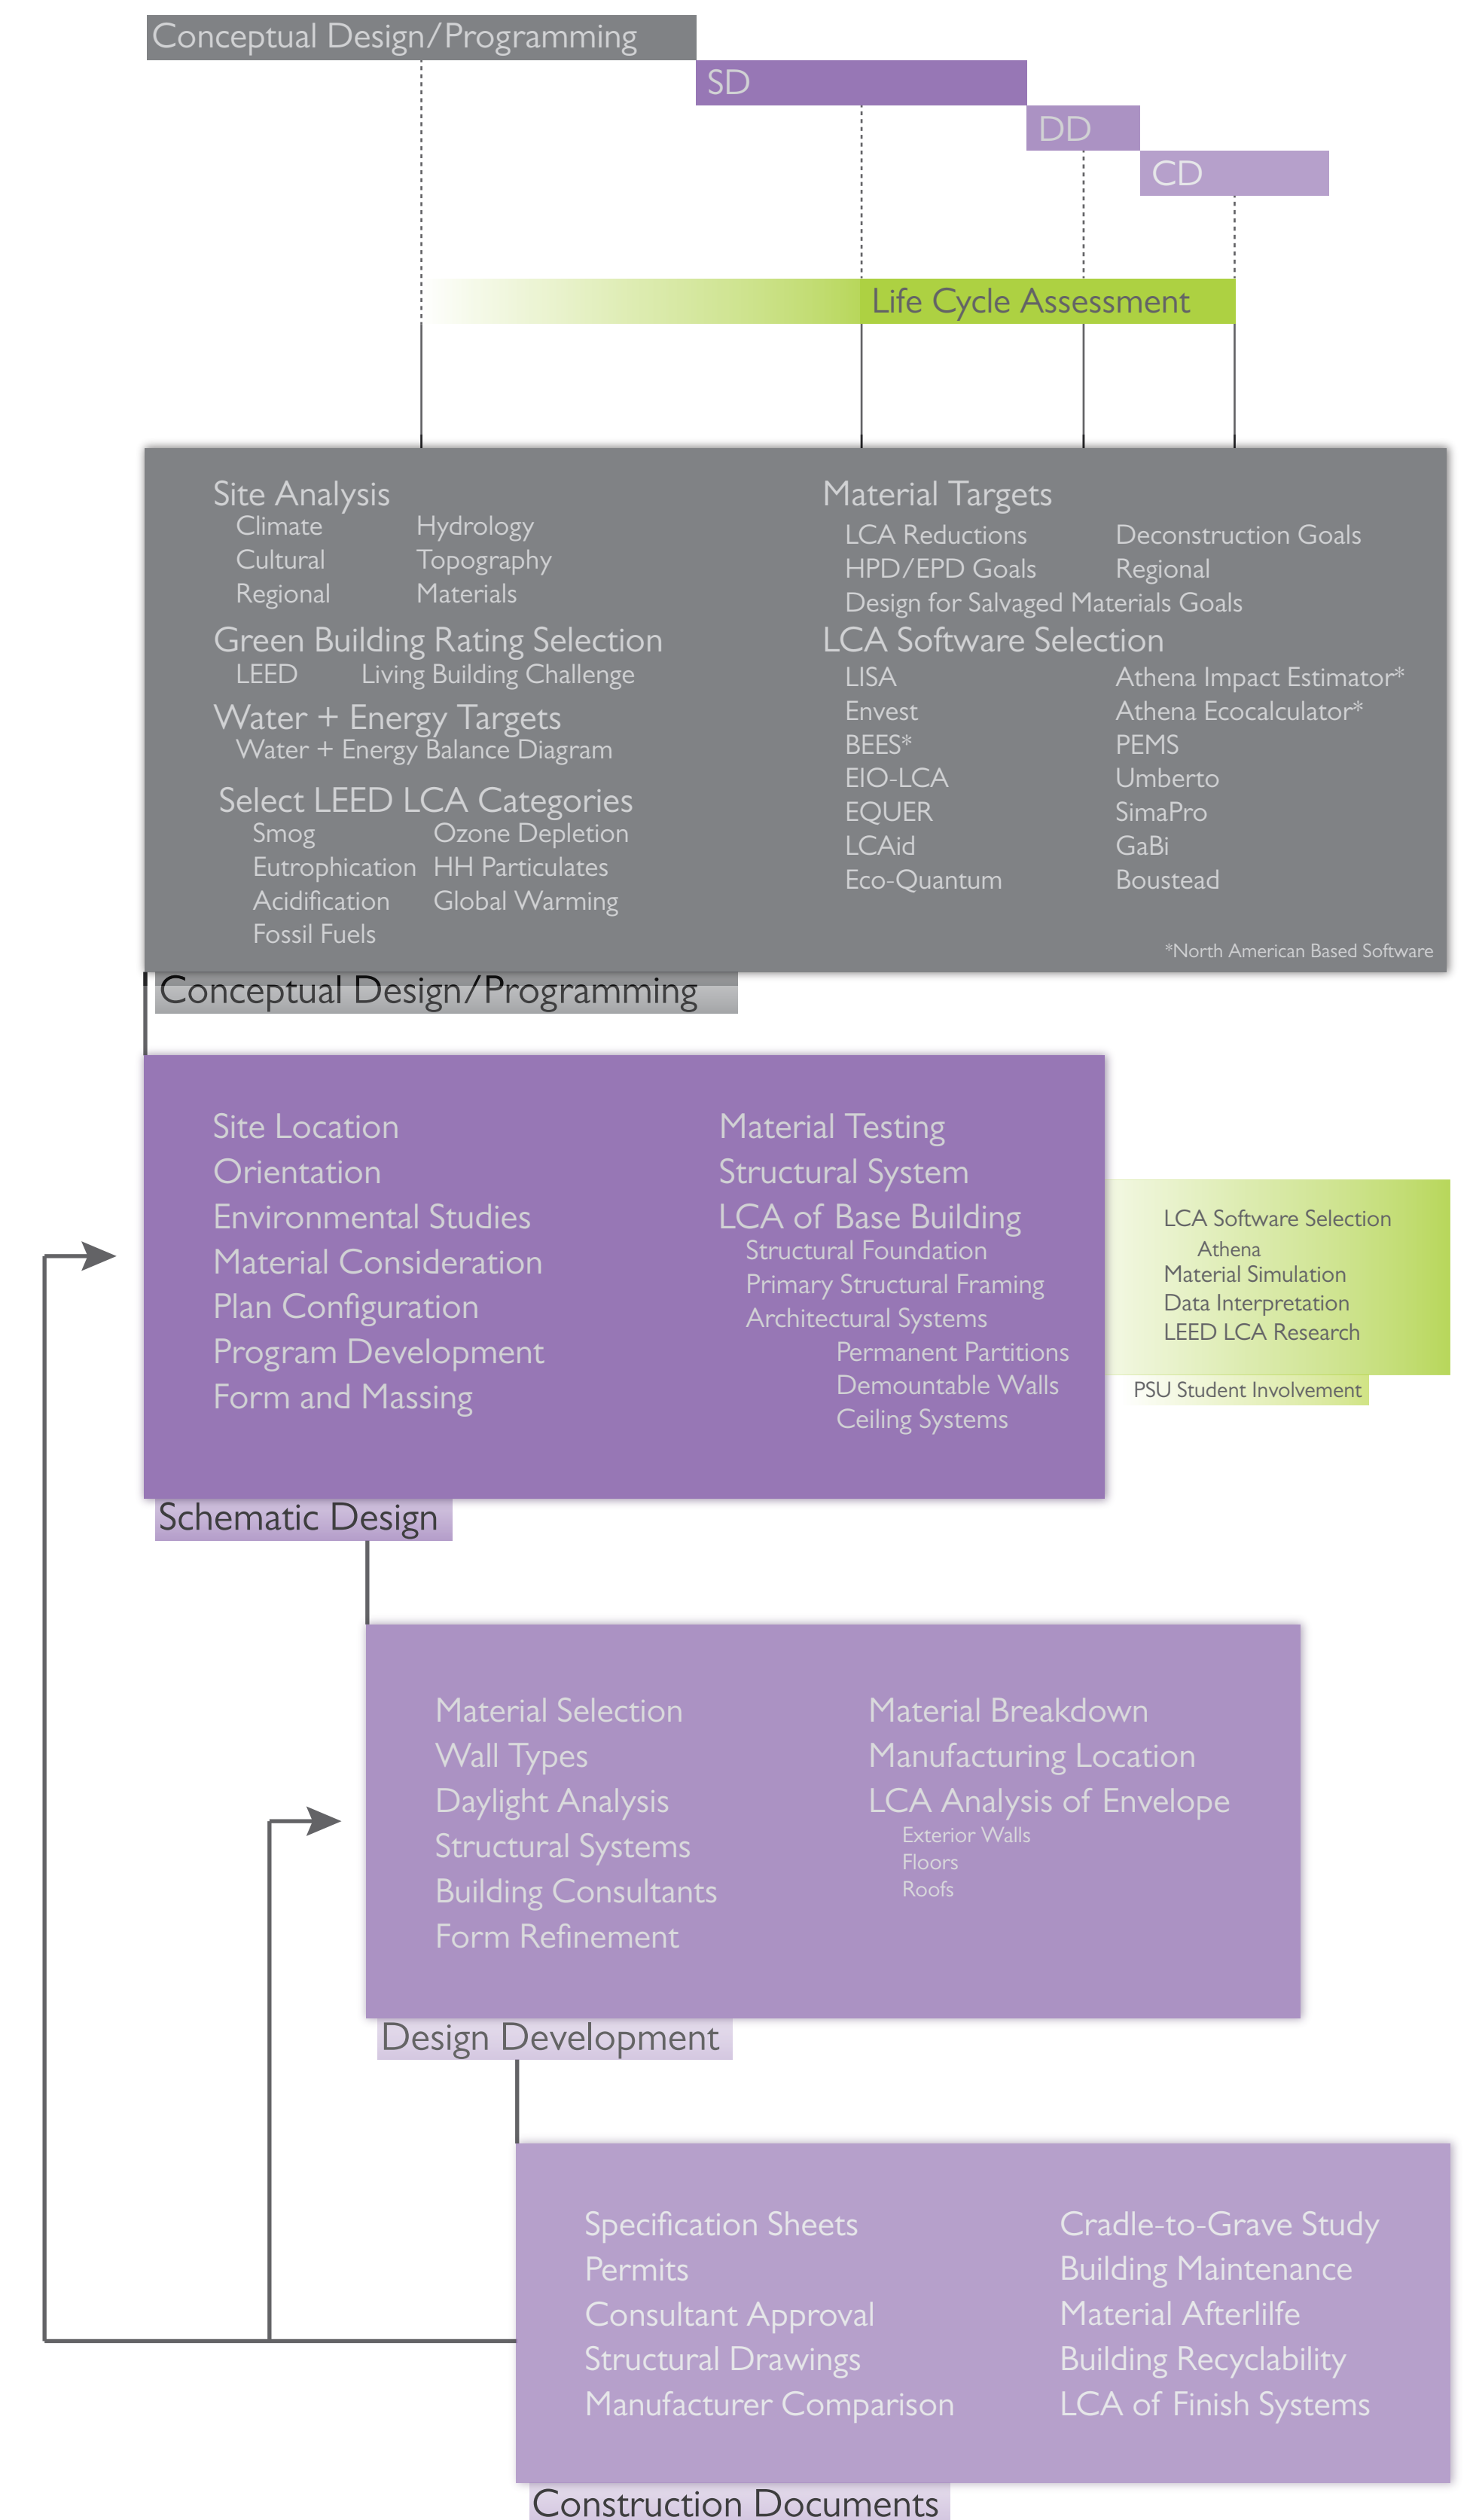 Conceptual Design/Programming
SD
DD
CD
Life Cycle Assessment
Site Analysis
Climate Hydrology
Cultural Topography
Regional Materials
Green Building Rating Selection
LEED Living Building Challenge
Water + Energy Targets
Water + Energy Balance Diagram
Select LEED LCA Categories
Smog Ozone Depletion
Eutrophication HH Particulates
Acidification Global Warming
Fossil Fuels
Material Targets
LCA Reductions Deconstruction Goals
HPD/EPD Goals Regional
Design for Salvaged Materials Goals
LCA Software Selection
LISA Athena Impact Estimator*
Envest Athena Ecocalculator*
BEES* PEMS
EIO-LCA Umberto
EQUER SimaPro
LCAid GaBi
Eco-Quantum Boustead
*North American Based Software
Conceptual Design/Programming
Site Location
Orientation
Environmental Studies
Material Consideration
Plan Configuration
Program Development
Form and Massing
Material Testing
Structural System
LCA of Base Building
Structural Foundation
Primary Structural Framing
Architectural Systems
Permanent Partitions
Demountable Walls
Ceiling Systems
LCA Software Selection
Athena
Material Simulation
Data Interpretation
LEED LCA Research
PSU Student Involvement
Schematic Design
Material Selection
Wall Types
Daylight Analysis
Structural Systems
Building Consultants
Form Refinement
Material Breakdown
Manufacturing Location
LCA Analysis of Envelope
Exterior Walls
Floors
Roofs
Design Development
Specification Sheets
Permits
Consultant Approval
Structural Drawings
Manufacturer Comparison
Cradle-to-Grave Study
Building Maintenance
Material Afterlilfe
Building Recyclability
LCA of Finish Systems
Construction Documents